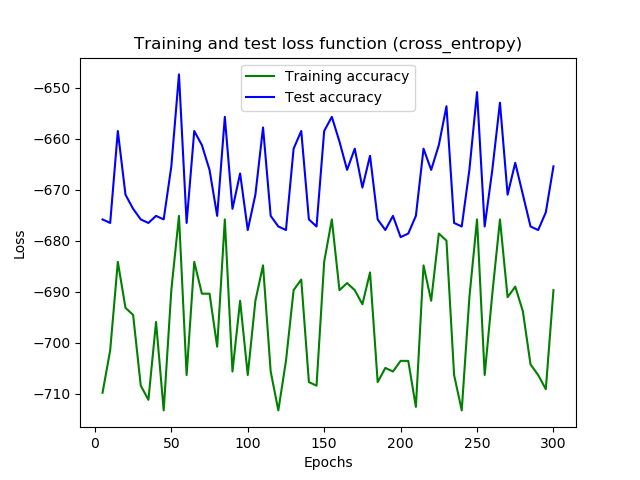 Training and test loss function (cross_entropy)
Training accuracy
Test accuracy
−650
−660
−670
−680
−690
−700
−710
Loss
0
50
100
150
200
250
300
Epochs